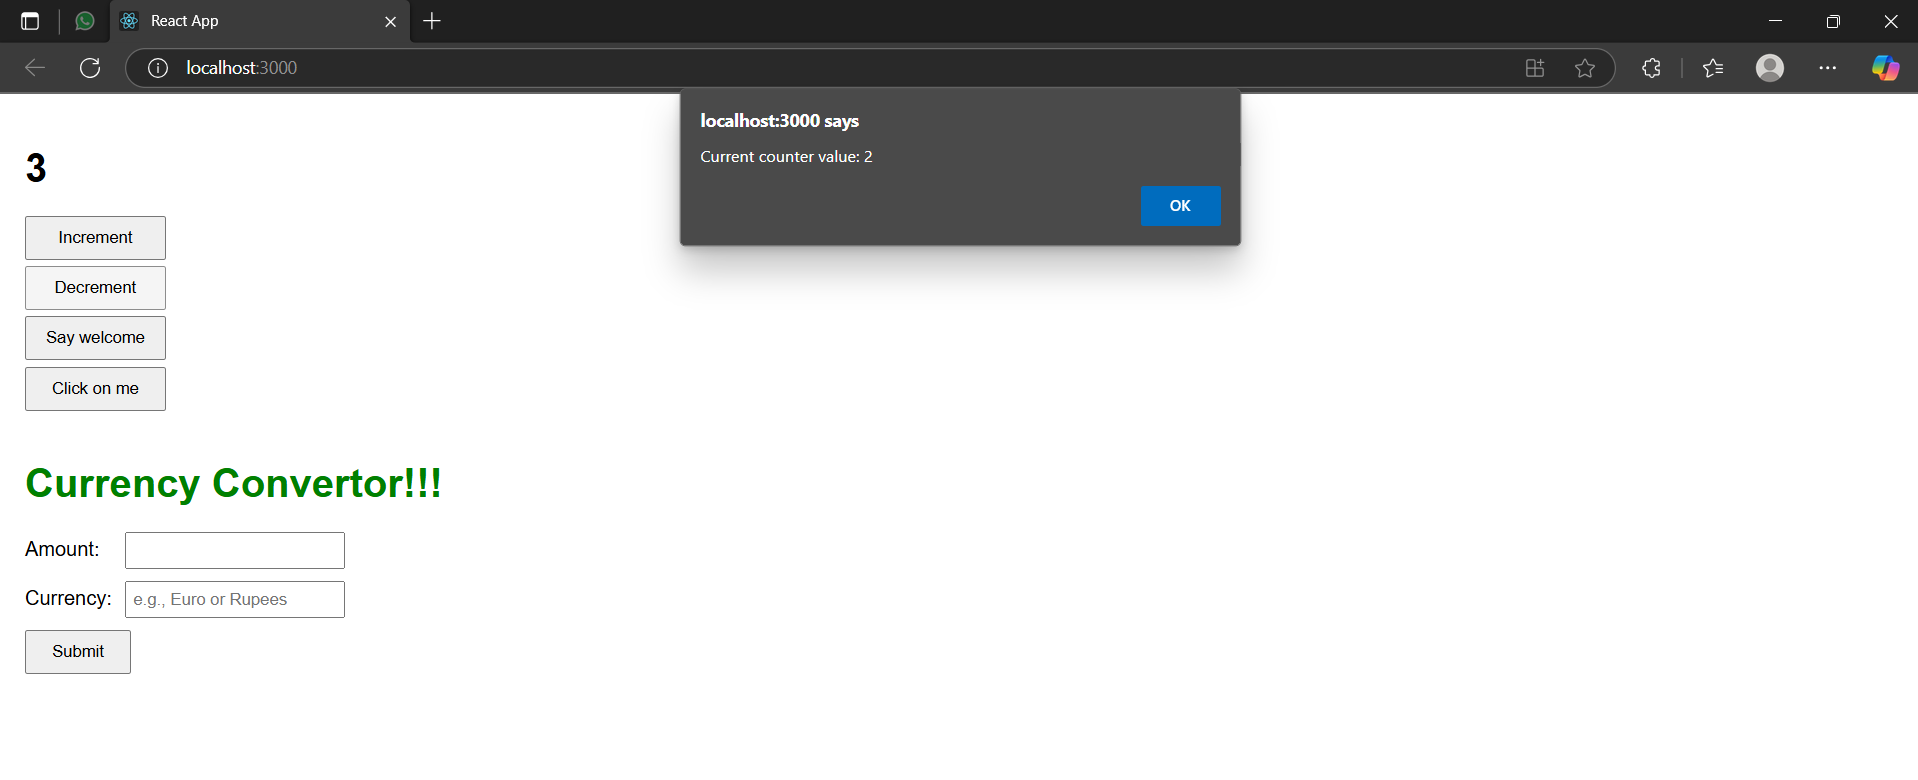 React App
localhost:3000
localhost:3000 says
Current counter value: 2
OK
3
Increment
Decrement
Say welcome
Click on me
Currency Convertor!!!
Amount:
Currency: e.g., Euro or Rupees
Submit